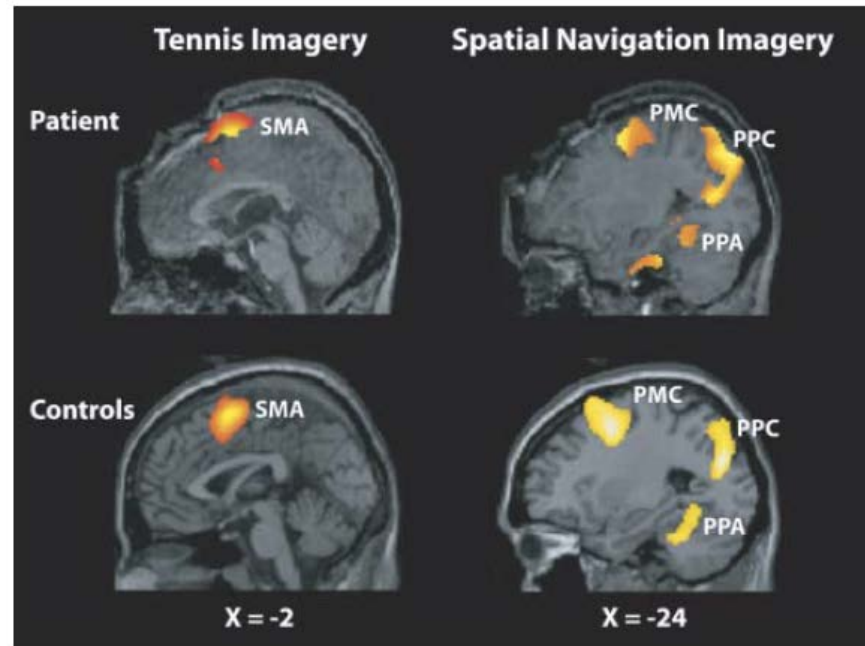 Tennis Imagery
Spatial Navigation Imagery
Patient
SMA
PMC
PPC
PPA
Controls
SMA
PMC
PPC
PPA
X = -2
X = -24